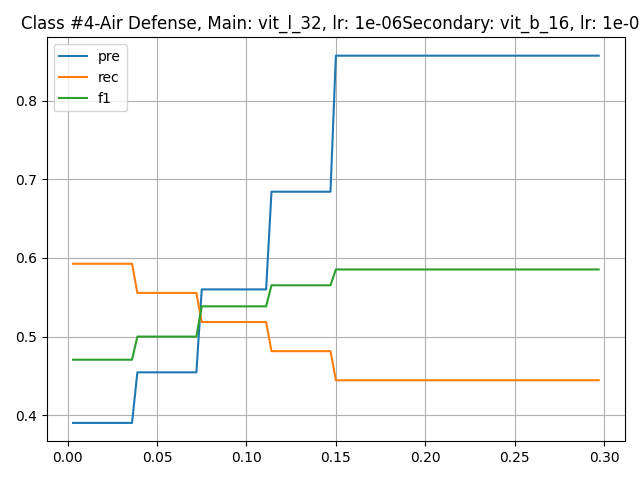 Class #4-Air Defense, Main: vit_l_32, lr: 1e-06Secondary: vit_b_16, lr: 1e-0
pre
rec
f1
0.8
0.7
0.6
0.5
0.4
0.00 0.05 0.10 0.15 0.20 0.25 0.30